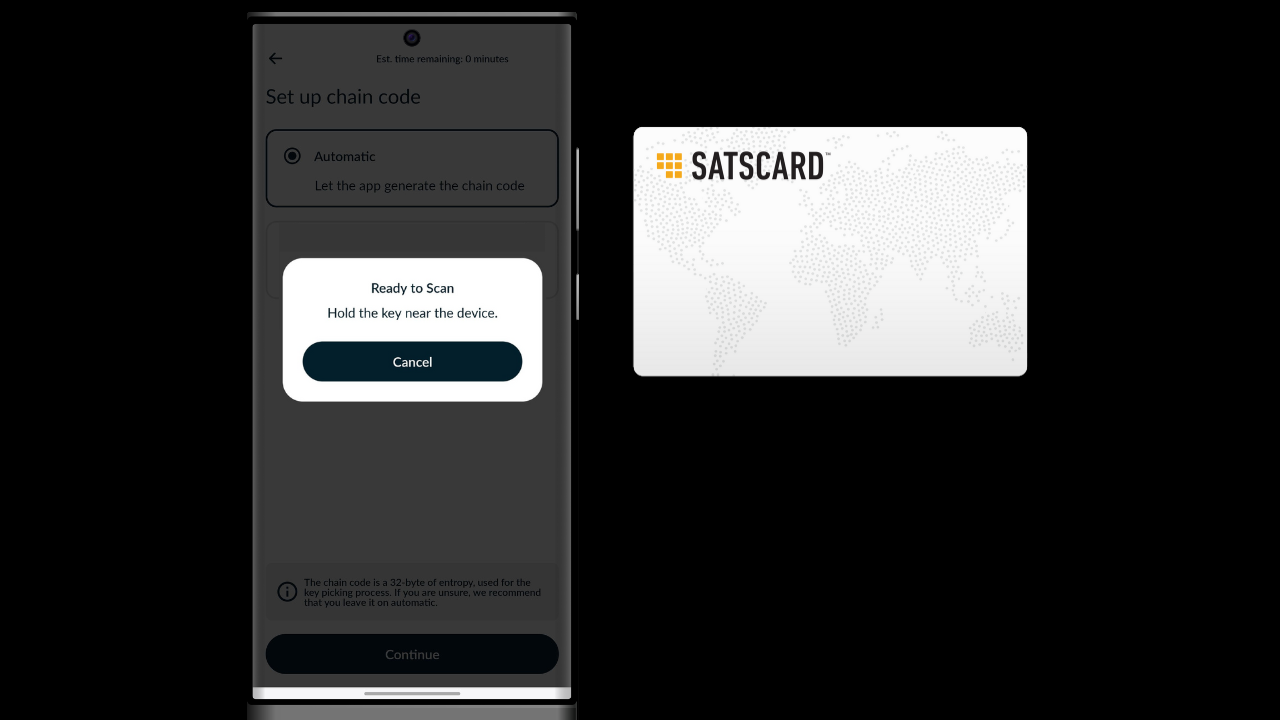 Est. time remaining: 0 minutes
Set up chain code
Automatic
Let the app generate the chain code
Ready to Scan
Hold the key near the device.
Cancel
The chain code is a 32-byte of entropy, used for the
key picking process. If you are unsure, we recommend
that you leave it on automatic.
Continue
SATSCARD™